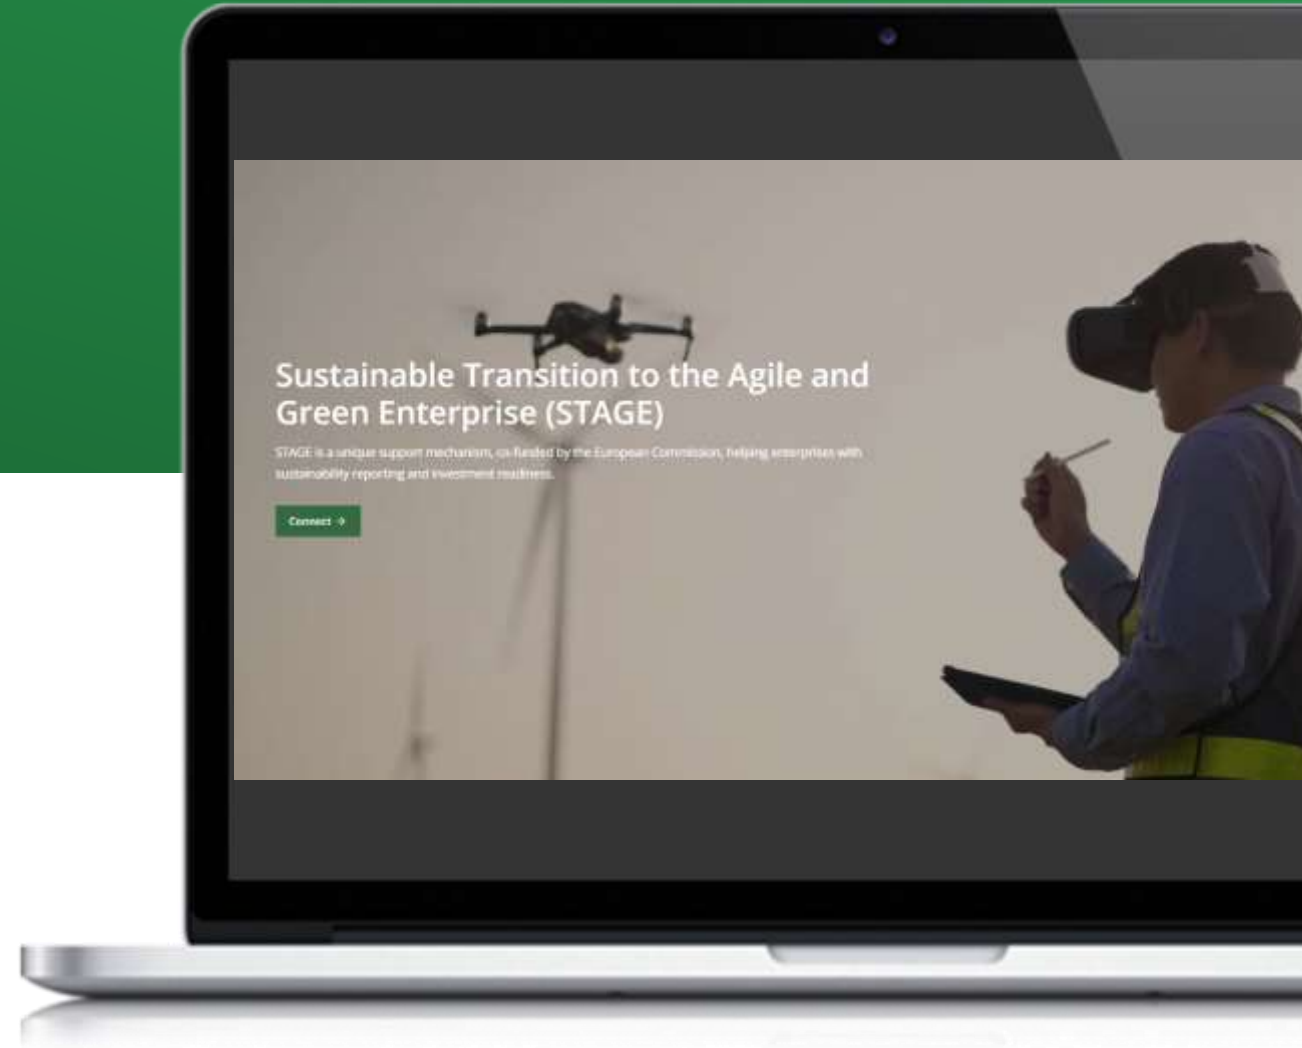 Sustainable Transition to the Agile and
Green Enterprise (STAGE)
STAGE is a unique support mechanism, co-funded by the European Commission, helping enterprises with
sustainability reporting and investment readiness.
Connect →